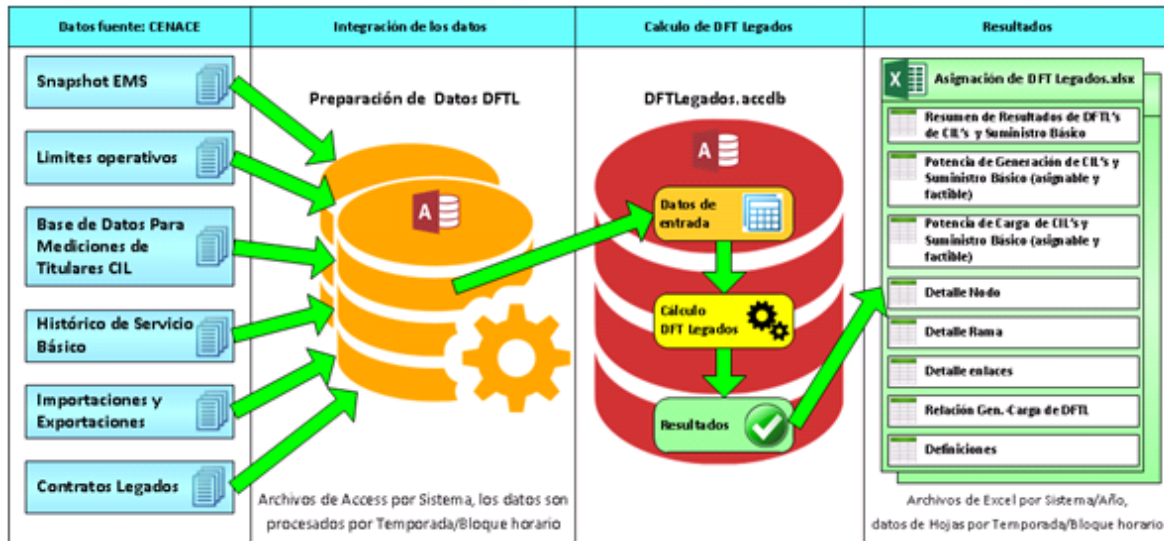 Datos fuente: CENACE
Integración de los datos
Calculo de DFT Legados
Resultados
Snapshot EMS
Limites operativos
Base de Datos Para
Mediciones de
Titulares CIL
Histórico de Servicio
Básico
Importaciones y
Exportaciones
Contratos Legados
Preparación de Datos DFTL
A
Archivos de Access por Sistema, los datos son
procesados por Temporada/Bloque horario
DFTLegados.accdb
A
Datos de
entrada
Cálculo
DFT Legados
Resultados
X
Asignación de DFT Legados.xlsx
Resumen de Resultados de DFTL's
de CIL's y Suministro Básico
Potencia de Generación de CIL's y
Suministro Básico (asignable y
factible)
Potencia de Carga de CIL's y
Suministro Básico (asignable y
factible)
Detalle Nodo
Detalle Rama
Detalle enlaces
Relación Gen.-Carga de DFTL
Definiciones
Archivos de Excel por Sistema/Año,
datos de Hojas por Temporada/Bloque horario